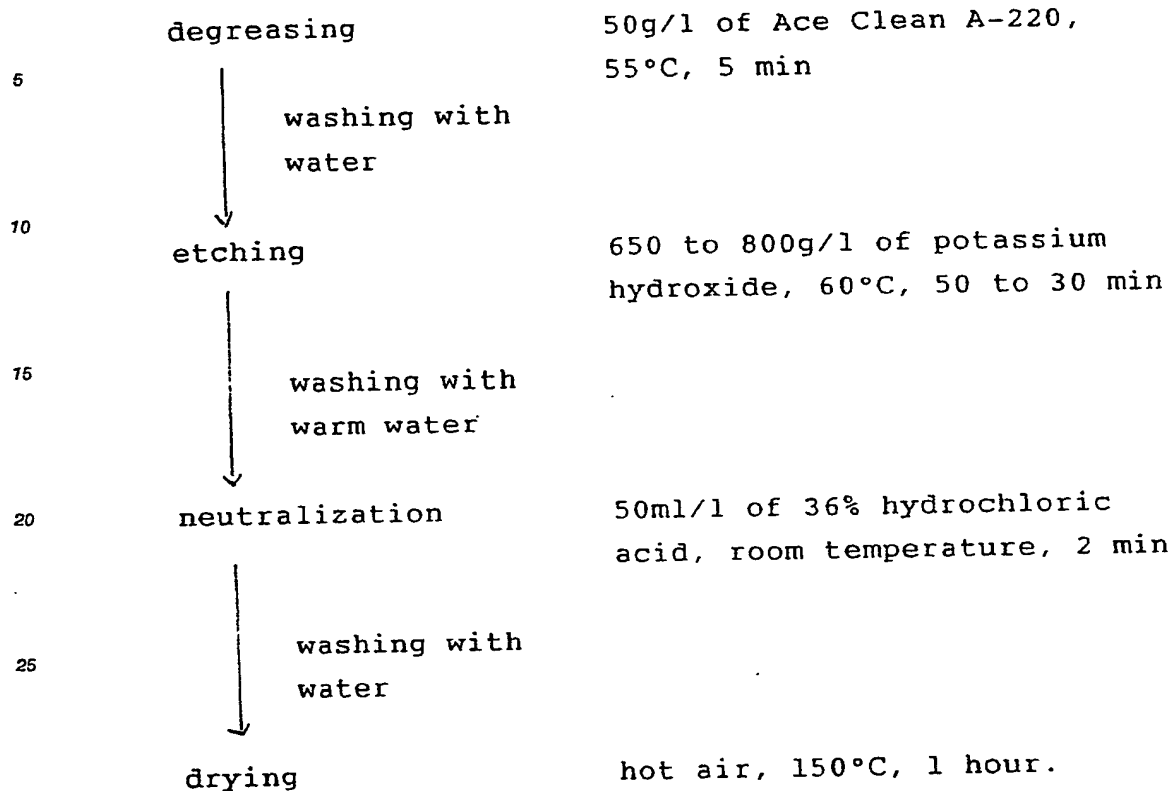 degreasing 50g/l of Ace Clean A-220,
5 55°C, 5 min
washing with
water
10
etching 650 to 800g/l of potassium
hydroxide, 60°C, 50 to 30 min
15
washing with
warm water
20 neutralization 50ml/l of 36% hydrochloric
acid, room temperature, 2 min
washing with
25
water
drying hot air, 150°C, 1 hour.